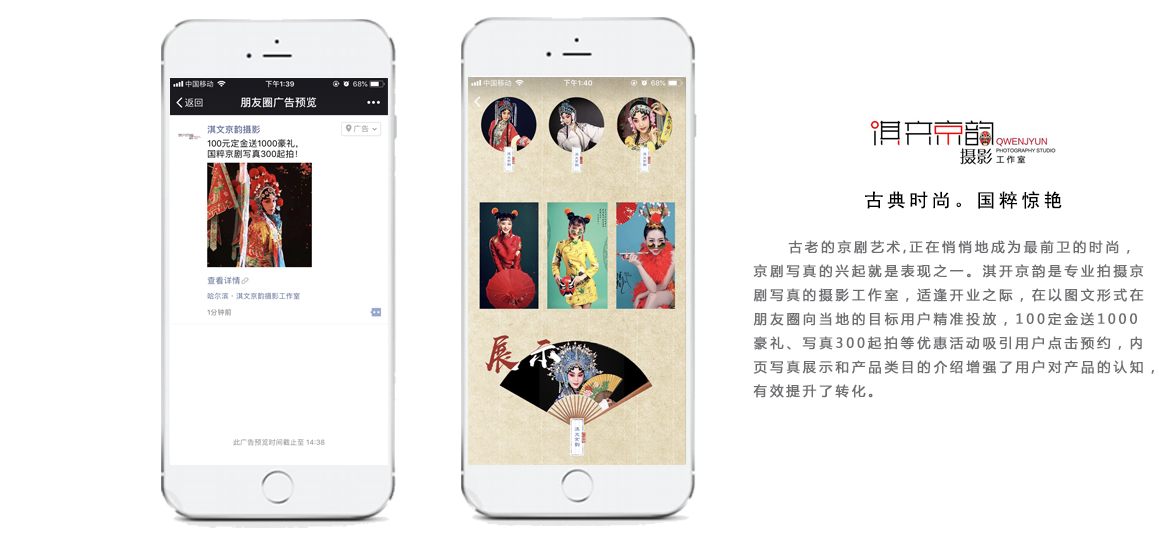 中国移动
下午1:39
68%
返回
朋友圈广告预览
淇文京韵摄影
广告
100元定金送1000豪礼,
国粹京剧写真300起拍!
查看详情
哈尔滨·淇文京韵摄影工作室
1分钟前
此广告预览时间截止至 14:38
中国移动
下午1:40
68%
展示
淇文京韵
QWENJYUN
摄影
PHOTOGRAPHY STUDIO
工作室
古典时尚。国粹惊艳
古老的京剧艺术,正在悄悄地成为最前卫的时尚，
京剧写真的兴起就是表现之一。淇开京韵是专业拍摄京
剧写真的摄影工作室，适逢开业之际，在以图文形式在
朋友圈向当地的目标用户精准投放，100定金送1000
豪礼、写真300起拍等优惠活动吸引用户点击预约，内
页写真展示和产品类目的介绍增强了用户对产品的认知，
有效提升了转化。